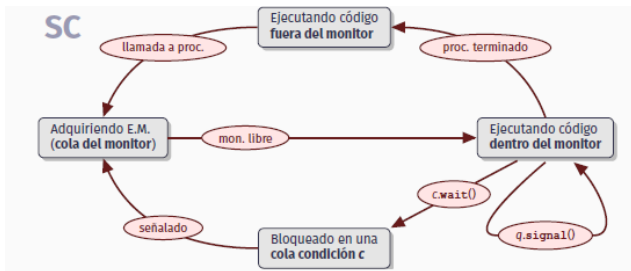 SC
Ejecutando código
fuera del monitor
llamada a proc.
proc. terminado
Adquiriendo E.M.
(cola del monitor)
mon. libre
Ejecutando código
dentro del monitor
c.wait()
señalado
q.signal()
Bloqueado en una
cola condición c